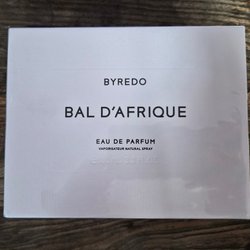 BYREDO
BAL D'AFRIQUE
EAU DE PARFUM
VAPORISATEUR NATURAL SPRAY